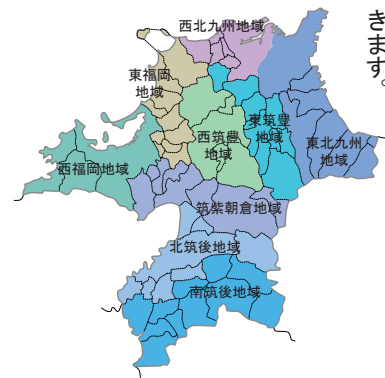 きます。
西北九州地域
東福岡
地域
西筑豊
地域
東筑豊
地域
東北九州
地域
西福岡地域
筑紫朝倉地域
北筑後地域
南筑後地域